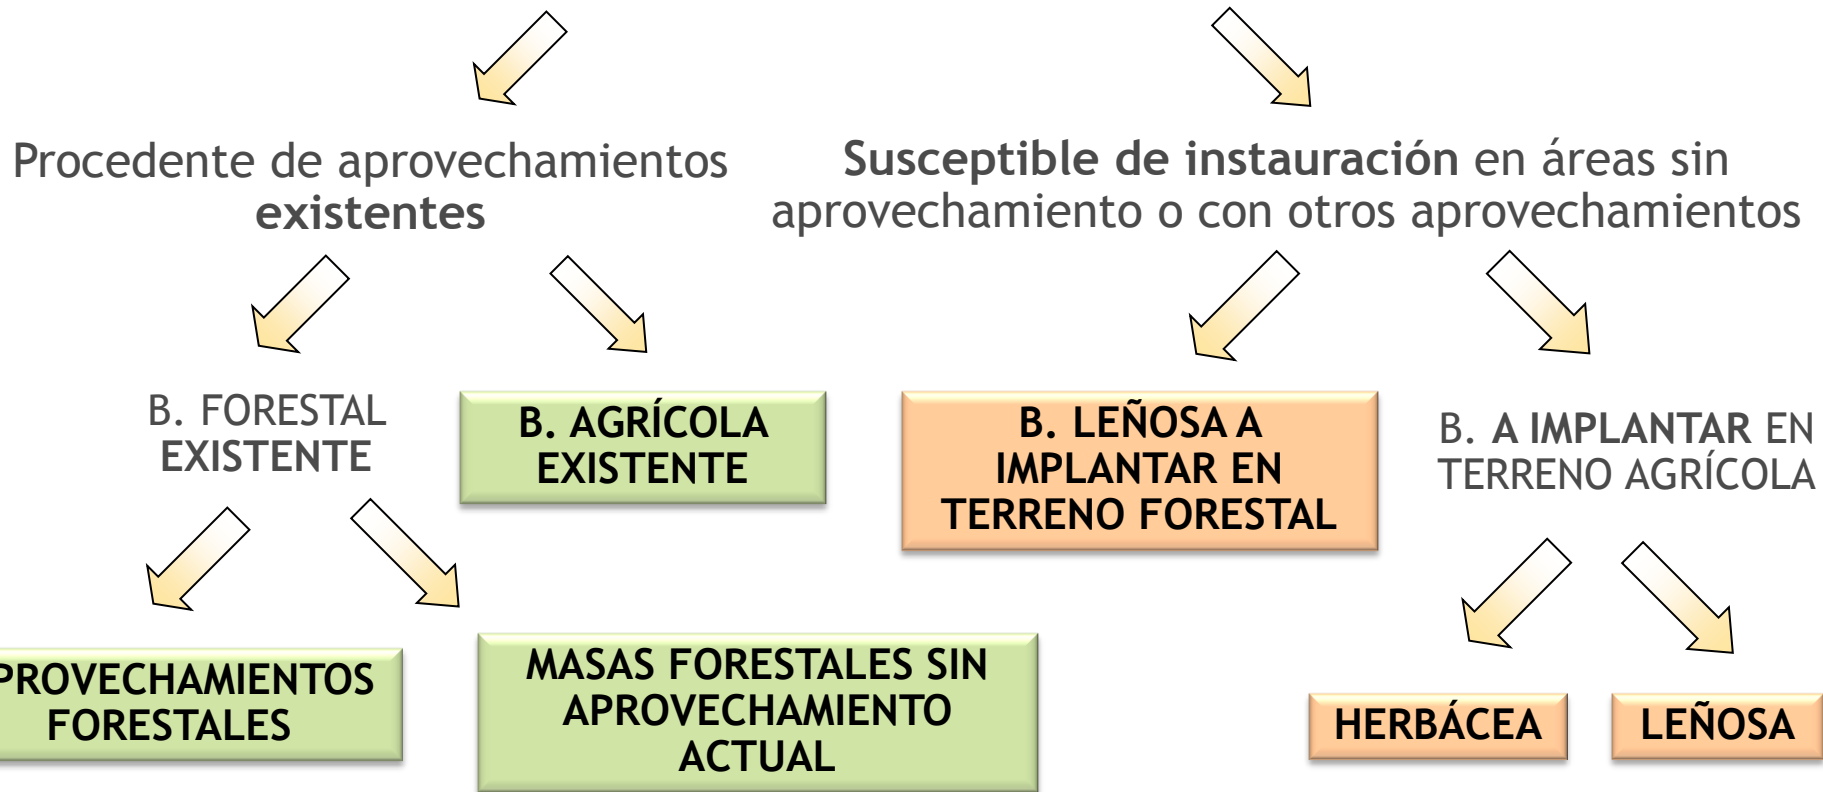 Procedente de aprovechamientos
existentes
Susceptible de instauración en áreas sin
aprovechamiento o con otros aprovechamientos
B. FORESTAL
EXISTENTE
B. AGRÍCOLA
EXISTENTE
B. LEÑOSA A
IMPLANTAR EN
TERRENO FORESTAL
B. A IMPLANTAR EN
TERRENO AGRÍCOLA
PROVECHAMIENTOS
FORESTALES
MASAS FORESTALES SIN
APROVECHAMIENTO
ACTUAL
HERBÁCEA
LEÑOSA